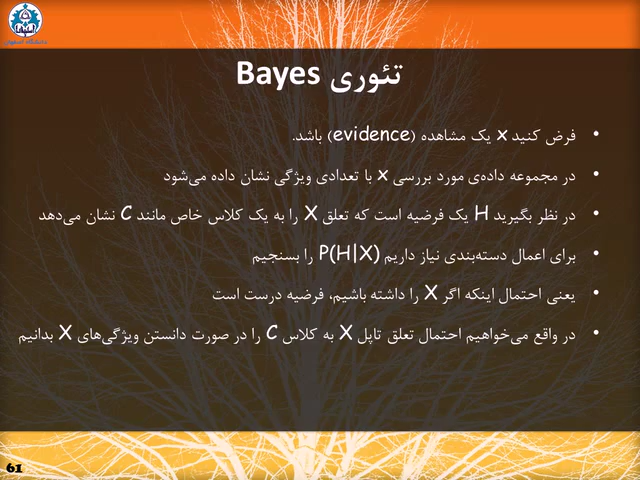 دانشگاه اصفهان
تئوری Bayes
• فرض کنید x یک مشاهده (evidence) باشد.
• در مجموعه داده‌ی مورد بررسی x با تعدادی ویژگی نشان داده می‌شود
• در نظر بگیرید H یک فرضیه است که تعلق X را به یک کلاس خاص مانند C نشان می‌دهد
• برای اعمال دسته‌بندی نیاز داریم P(H|X) را بسنجیم
• یعنی احتمال اینکه اگر X را داشته باشیم، فرضیه درست است
• در واقع می‌خواهیم احتمال تعلق تاپل X به کلاس C را در صورت دانستن ویژگی‌های X بدانیم
61